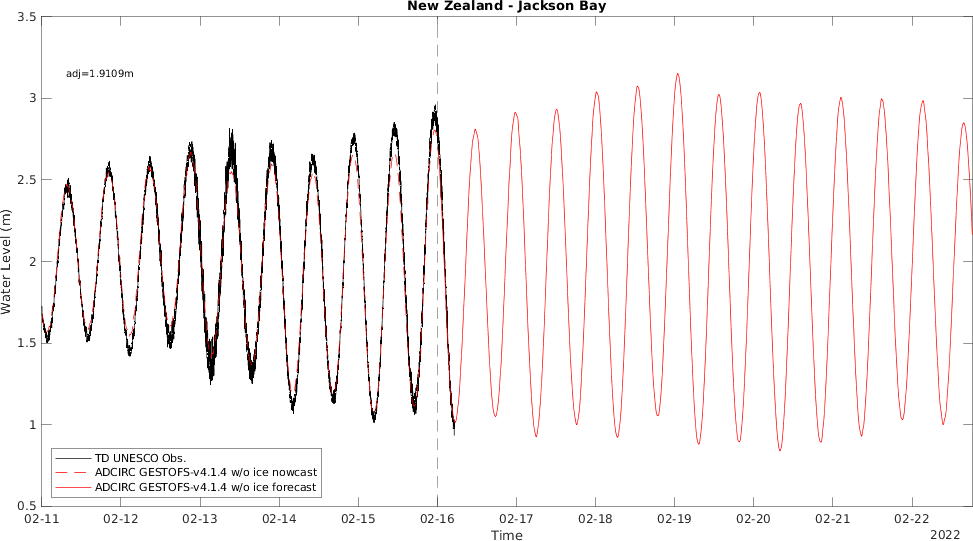 New Zealand - Jackson Bay
3.5
3
2.5
2
1.5
1
0.5
Water Level (m)
adj=1.9109m
TD UNESCO Obs.
ADCIRC GESTOFS-v4.1.4 w/o ice nowcast
ADCIRC GESTOFS-v4.1.4 w/o ice forecast
02-11 02-12 02-13 02-14 02-15 02-16 02-17 02-18 02-19 02-20 02-21 02-22
Time
2022